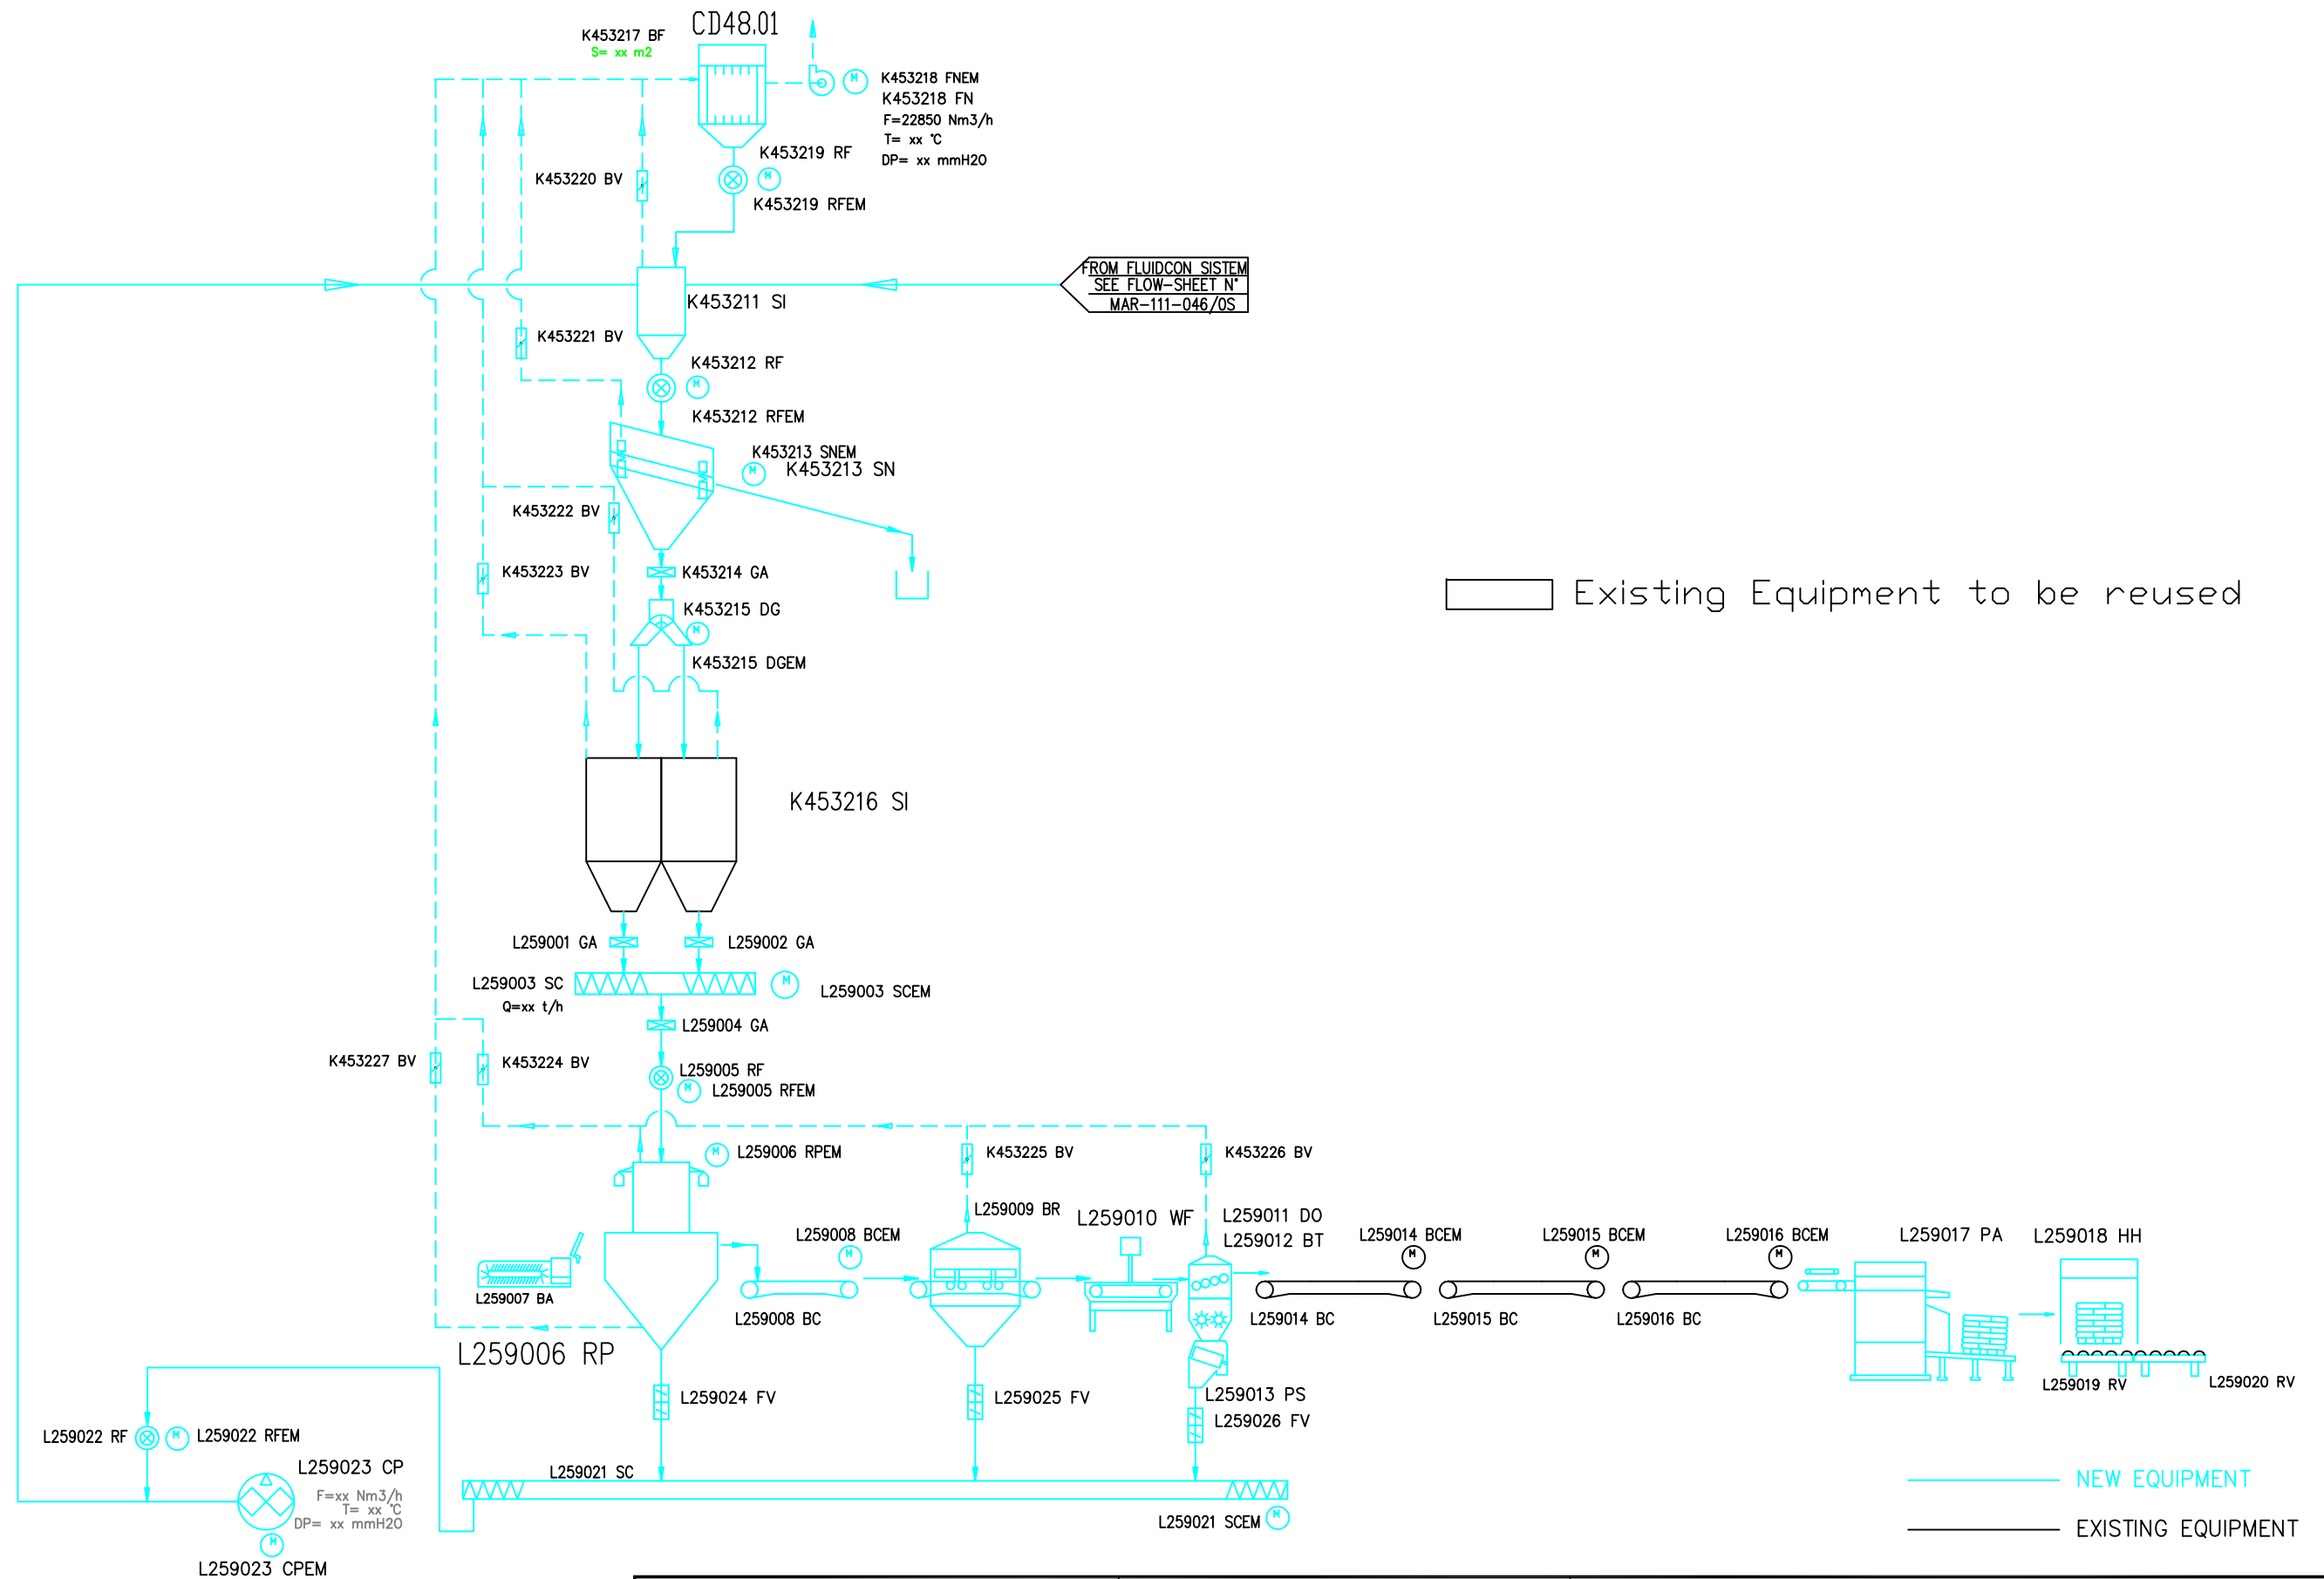 CD48.01
K453217 BF
S= xx m2
M
K453218 FNEM
K453218 FN
F=22850 Nm3/h
T= xx °C
DP= xx mmH2O
K453219 RF
M
K453219 RFEM
K453220 BV
FROM FLUIDCON SISTEM
SEE FLOW-SHEET N°
MAR-111-046/0S
K453211 SI
K453221 BV
K453212 RF
M
K453212 RFEM
K453213 SNEM
M
K453213 SN
K453222 BV
K453223 BV
K453214 GA
K453215 DG
M
K453215 DGEM
Existing Equipment to be reused
K453216 SI
L259001 GA
L259002 GA
L259003 SC
Q=xx t/h
M
L259003 SCEM
L259004 GA
K453227 BV
K453224 BV
L259005 RF
M
L259005 RFEM
M
L259006 RPEM
K453225 BV
K453226 BV
L259009 BR
L259010 WF
L259011 DO
L259012 BT
L259008 BCEM
M
L259014 BCEM
M
L259015 BCEM
M
L259016 BCEM
M
L259017 PA
L259018 HH
L259007 BA
L259008 BC
L259014 BC
L259015 BC
L259016 BC
L259006 RP
L259019 RV
L259020 RV
L259024 FV
L259025 FV
L259013 PS
L259026 FV
L259022 RF
M
L259022 RFEM
L259023 CP
F=xx Nm3/h
T= xx °C
DP= xx mmH2O
M
L259023 CPEM
L259021 SC
L259021 SCEM
M
NEW EQUIPMENT
EXISTING EQUIPMENT